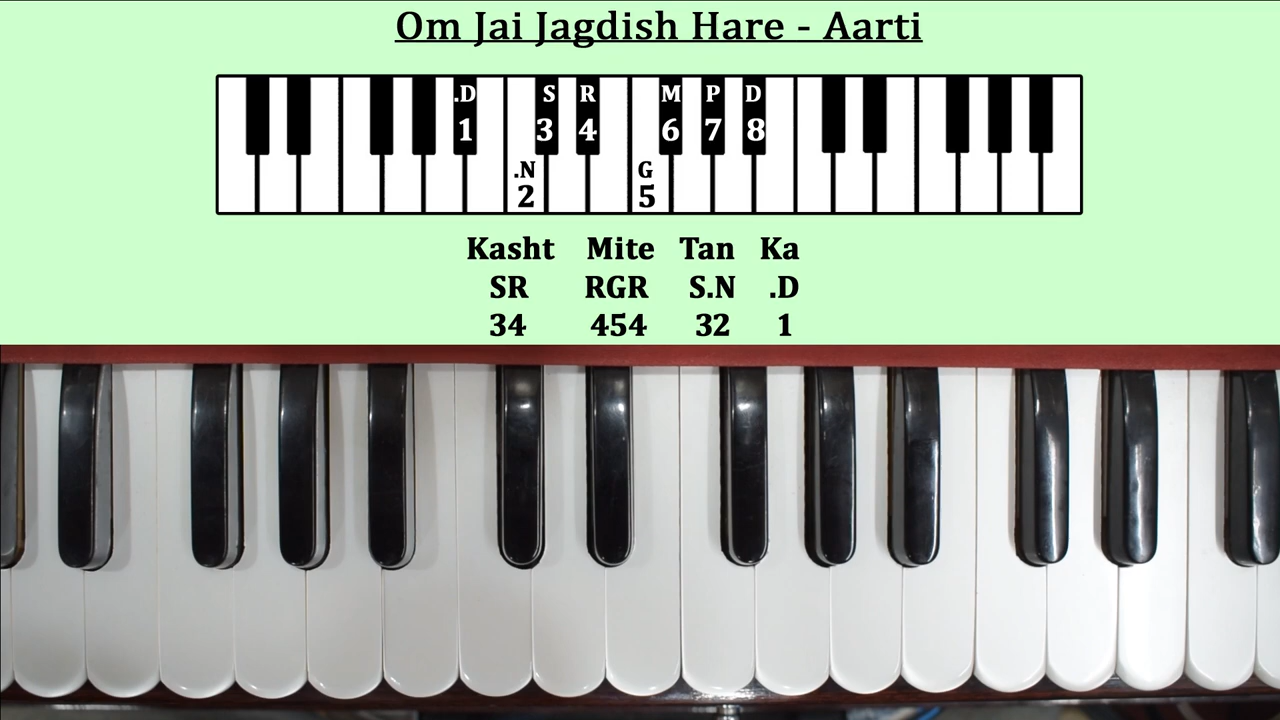 Om Jai Jagdish Hare - Aarti
.D S R M P D
1 3 4 6 7 8
.N G
2 5
Kasht Mite Tan Ka
SR RGR S.N .D
34 454 32 1